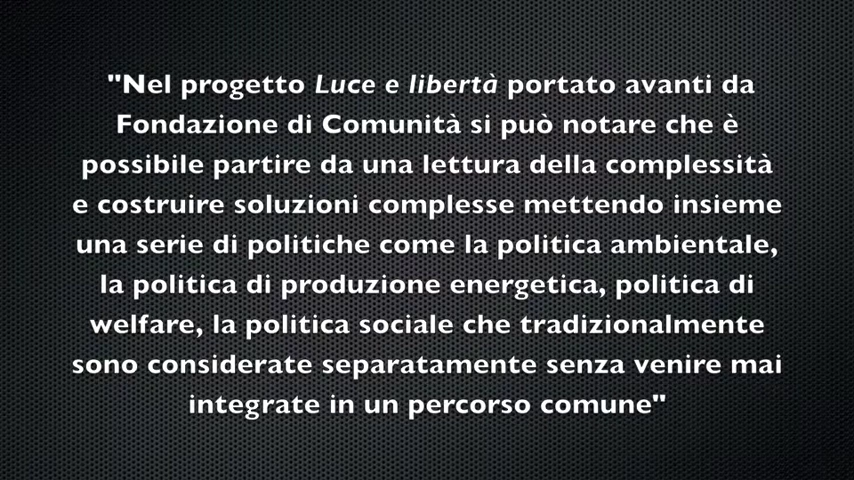 "Nel progetto Luce e libertà portato avanti da
Fondazione di Comunità si può notare che è
possibile partire da una lettura della complessità
e costruire soluzioni complesse mettendo insieme
una serie di politiche come la politica ambientale,
la politica di produzione energetica, politica di
welfare, la politica sociale che tradizionalmente
sono considerate separatamente senza venire mai
integrate in un percorso comune"